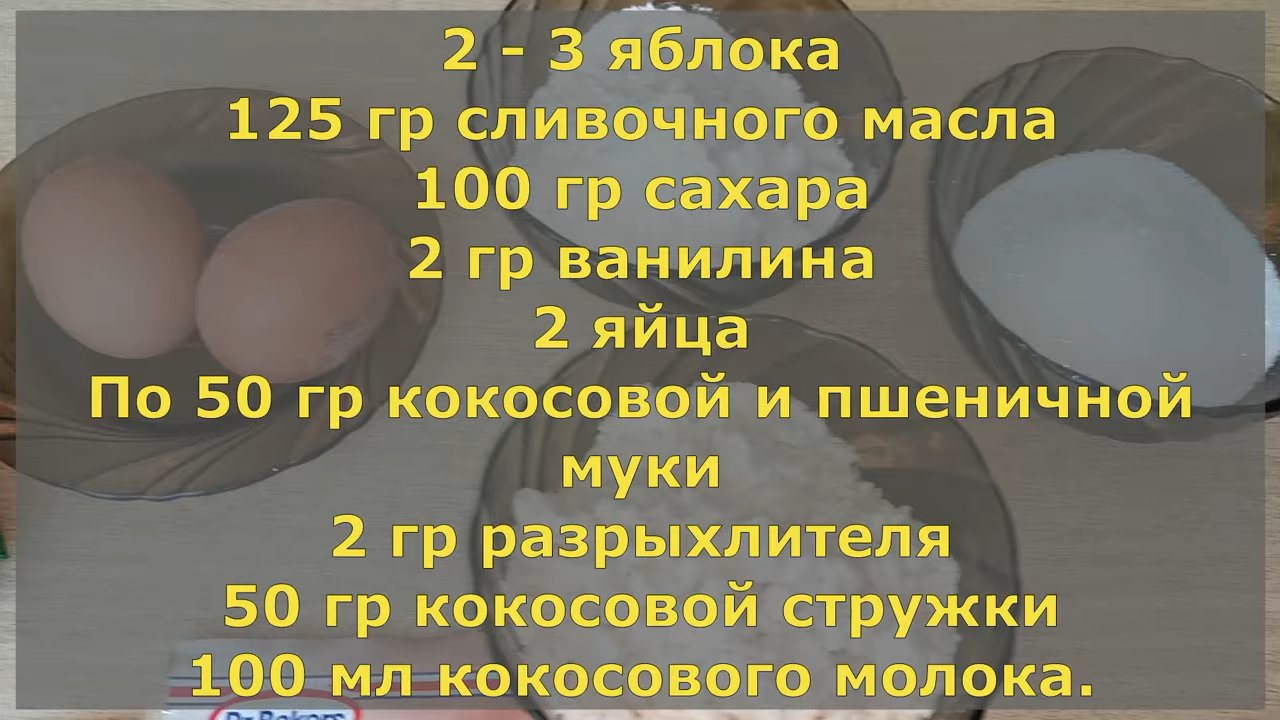 2 - 3 яблока
125 гр сливочного масла
100 гр сахара
2 гр ванилина
2 яйца
По 50 гр кокосовой и пшеничной
муки
2 гр разрыхлителя
50 гр кокосовой стружки
100 мл кокосового молока.